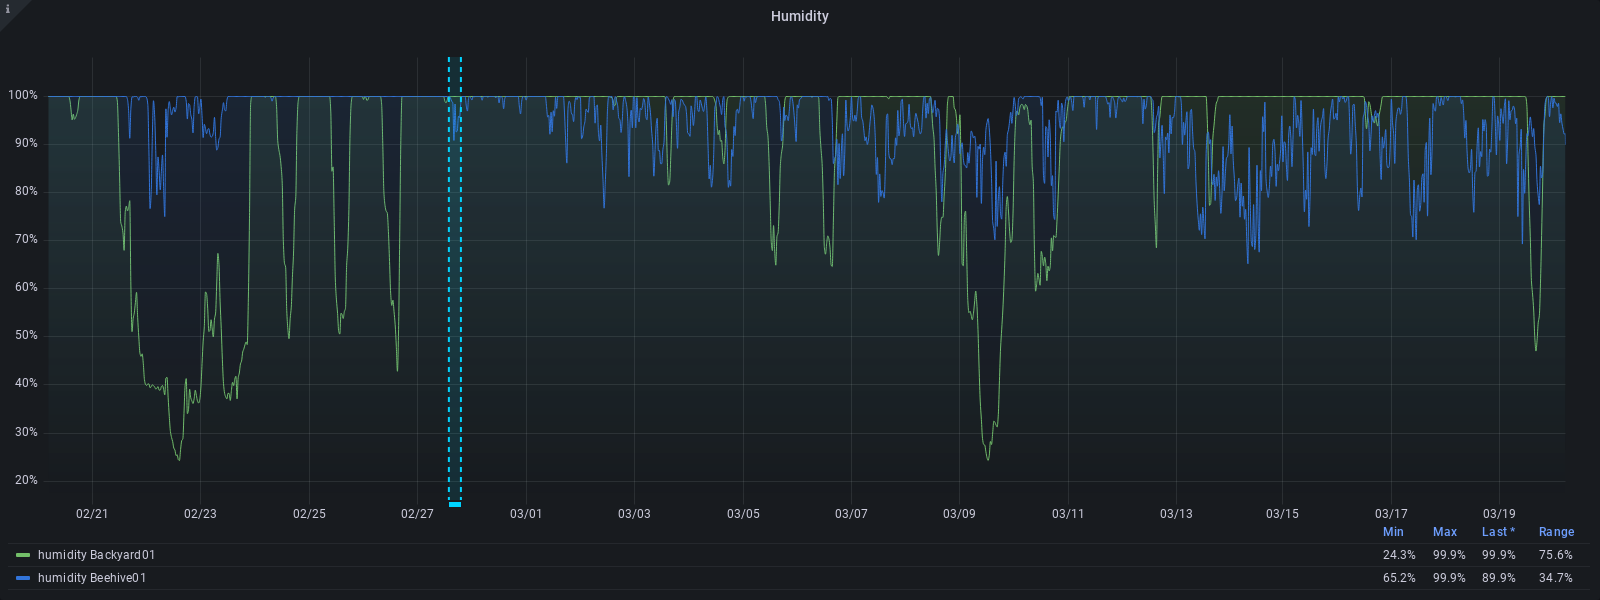 i
Humidity
100%
90%
80%
70%
60%
50%
40%
30%
20%
02/21 02/23 02/25 02/27 03/01 03/03 03/05 03/07 03/09 03/11 03/13 03/15 03/17 03/19
Min Max Last * Range
humidity Backyard01 24.3% 99.9% 99.9% 75.6%
humidity Beehive01 65.2% 99.9% 89.9% 34.7%